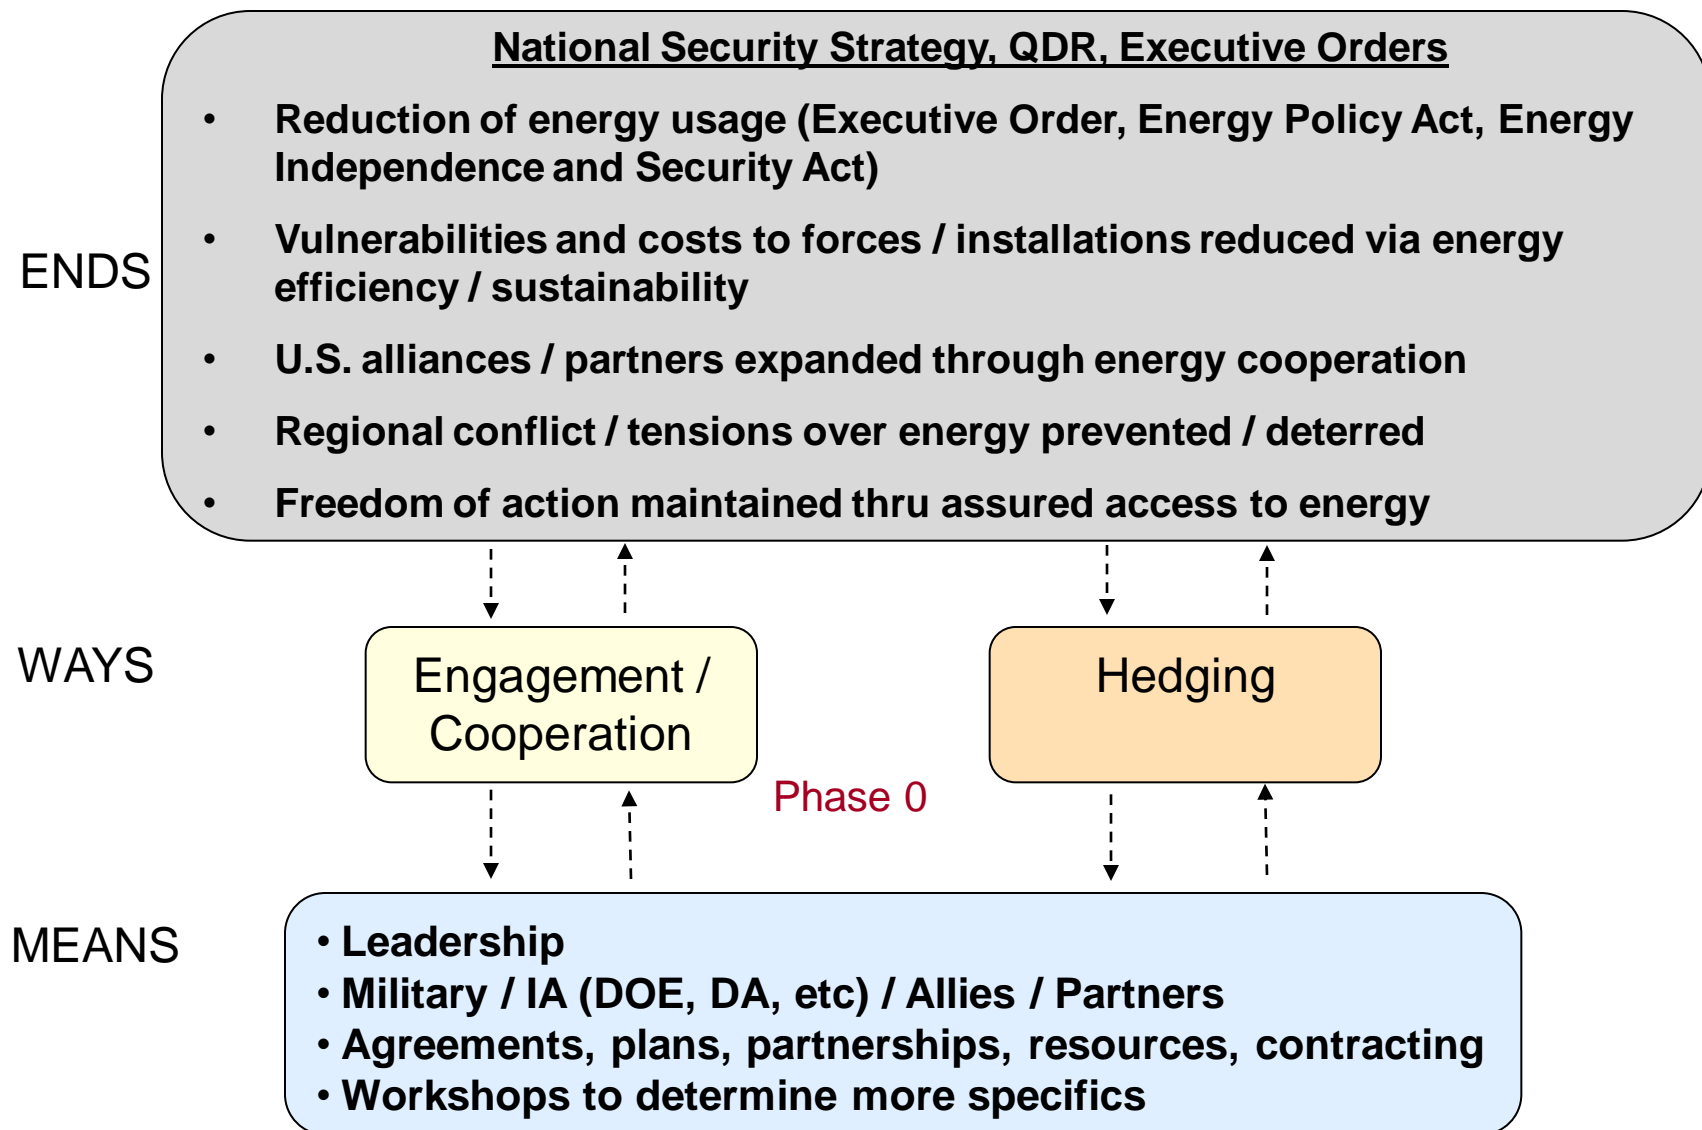 National Security Strategy, QDR, Executive Orders
• Reduction of energy usage (Executive Order, Energy Policy Act, Energy
Independence and Security Act)
• Vulnerabilities and costs to forces / installations reduced via energy
efficiency / sustainability
• U.S. alliances / partners expanded through energy cooperation
• Regional conflict / tensions over energy prevented / deterred
• Freedom of action maintained thru assured access to energy
ENDS
WAYS
Engagement /
Cooperation
Hedging
Phase 0
MEANS
• Leadership
• Military / IA (DOE, DA, etc) / Allies / Partners
• Agreements, plans, partnerships, resources, contracting
• Workshops to determine more specifics